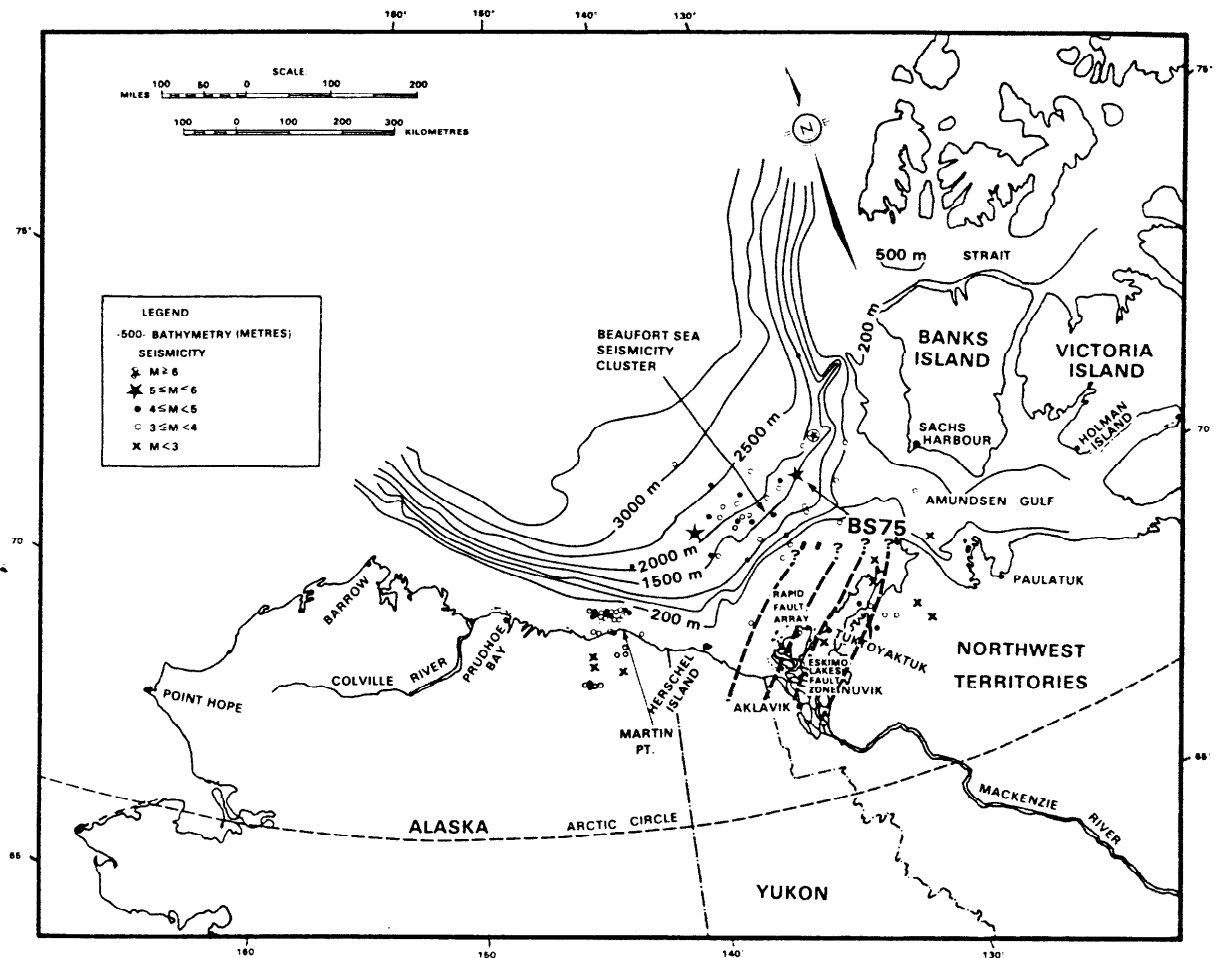 160°
150°
140°
130°
SCALE
100 50 0 100 200
MILES
100 0 100 200 300
KILOMETRES
N
75°
75°
500 m
STRAIT
LEGEND
-500- BATHYMETRY (METRES)
SEISMICITY
M ≥ 6
5 ≤ M < 6
4 ≤ M < 5
3 ≤ M < 4
M < 3
BEAUFORT SEA
SEISMICITY
CLUSTER
200 m
BANKS
ISLAND
VICTORIA
ISLAND
HOLMAN
ISLAND
SACHS
HARBOUR
70°
2500 m
3000 m
AMUNDSEN GULF
BS75
70°
2000 m
1500 m
200 m
? ? ? ?
PAULATUK
RAPID
FAULT
ARRAY
BARROW
PRUDHOE
BAY
COLVILLE RIVER
POINT HOPE
TUKTOYAKTUK
ESKIMO
LAKES
FAULT
ZONE
INUVIK
AKLAVIK
HERSCHEL
ISLAND
MARTIN
PT.
NORTHWEST
TERRITORIES
65°
MACKENZIE
RIVER
ALASKA
ARCTIC CIRCLE
65
YUKON
160
150
140°
130°